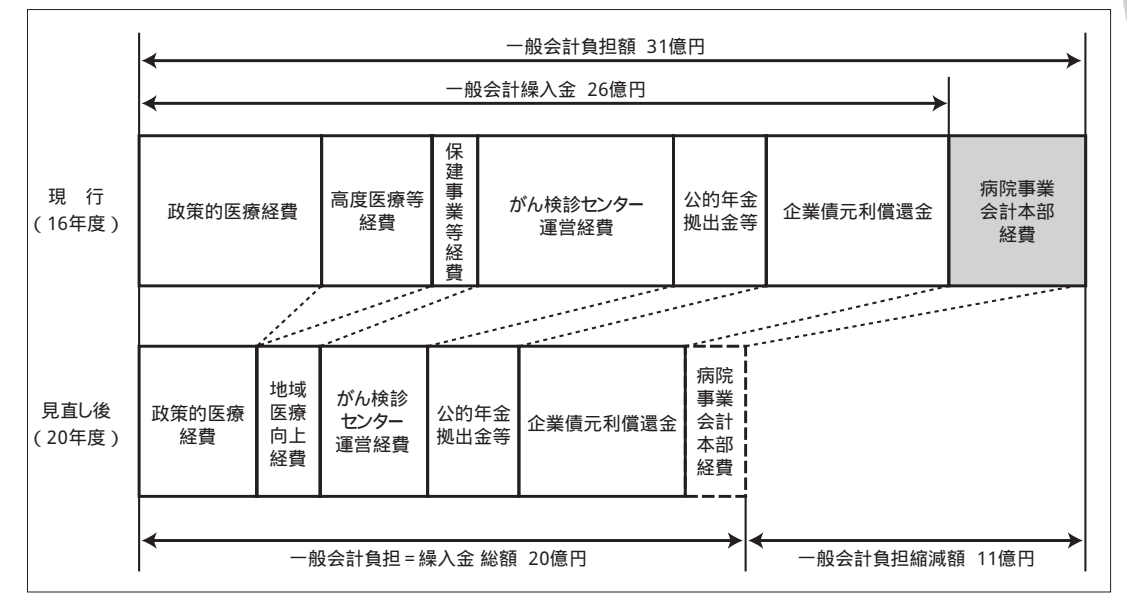 一般会計負担額 31億円
一般会計繰入金 26億円
現 行
(16年度)
政策的医療経費
高度医療等
経費
保建事業等経費
がん検診センター
運営経費
公的年金
拠出金等
企業債元利償還金
病院事業
会計本部
経費
見直し後
(20年度)
政策的医療
経費
地域
医療
向上
経費
がん検診
センター
運営経費
公的年金
拠出金等
企業債元利償還金
病院
事業
会計
本部
経費
一般会計負担=繰入金 総額 20億円
一般会計負担縮減額 11億円